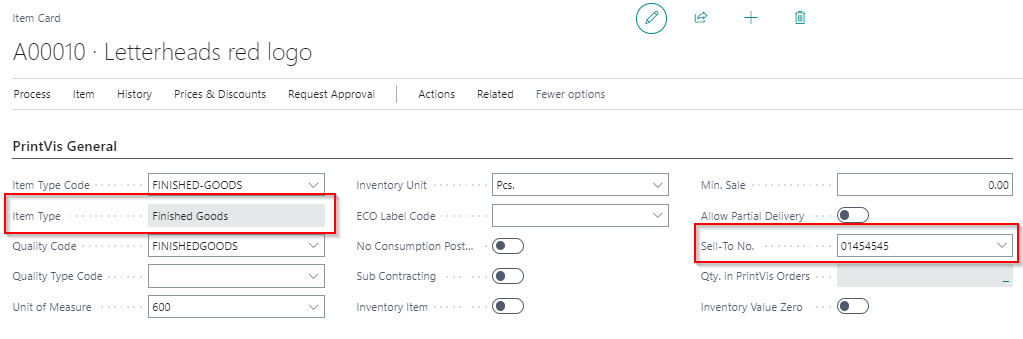 Item Card
A00010 · Letterheads red logo
Process Item History Prices & Discounts Request Approval Actions Related Fewer options
PrintVis General
Item Type Code FINISHED-GOODS Inventory Unit Pcs. Min. Sale 0.00
Item Type Finished Goods ECO Label Code Allow Partial Delivery
Quality Code FINISHEDGOODS No Consumption Post... Sell-To No. 01454545
Quality Type Code Sub Contracting Qty. in PrintVis Orders _
Unit of Measure 600 Inventory Item Inventory Value Zero